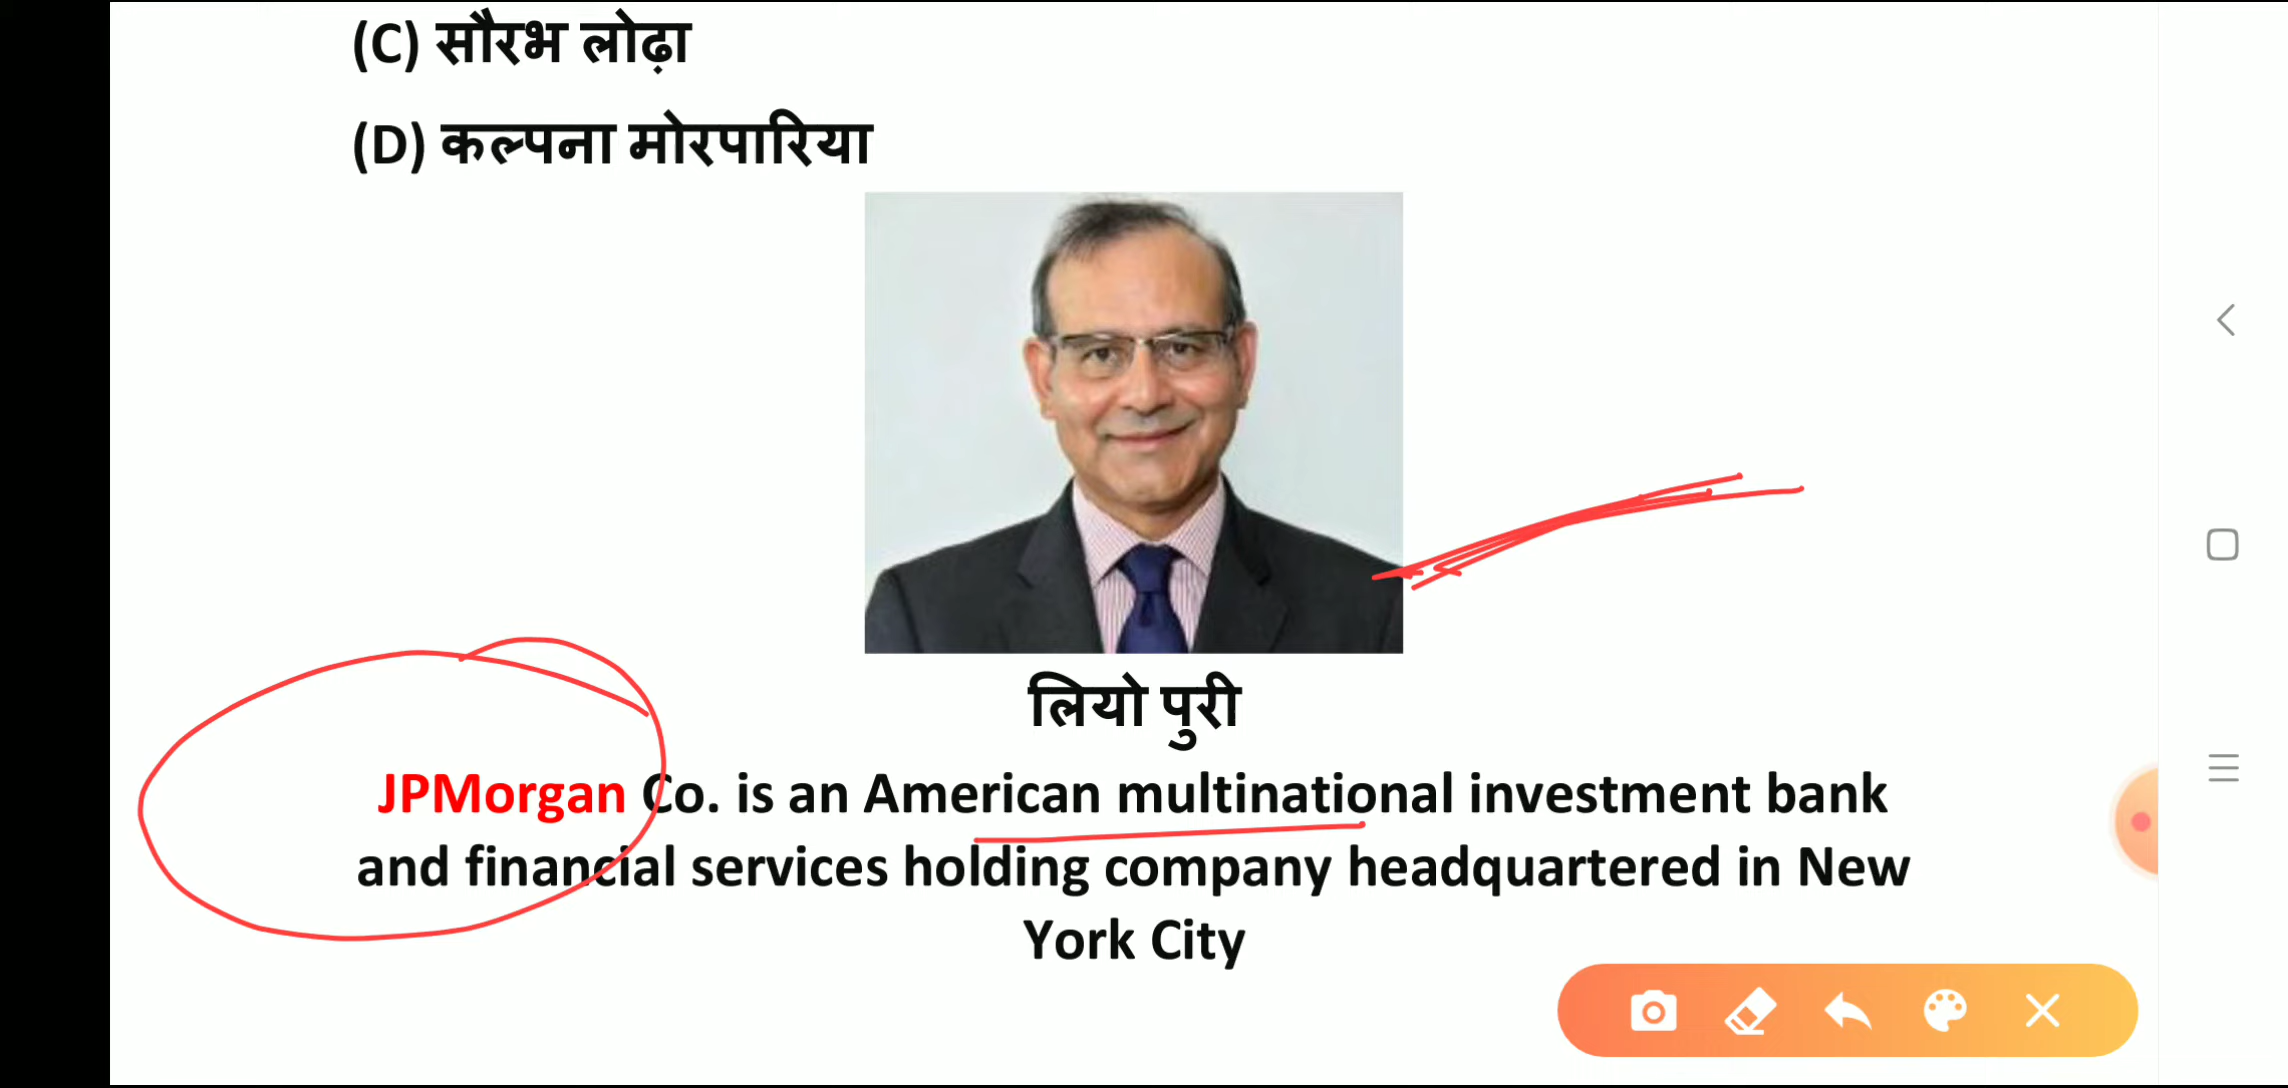 (C) सौरभ लोढ़ा
(D) कल्पना मोरपारिया
लियो पुरी
JPMorgan Co. is an American multinational investment bank
and financial services holding company headquartered in New
York City